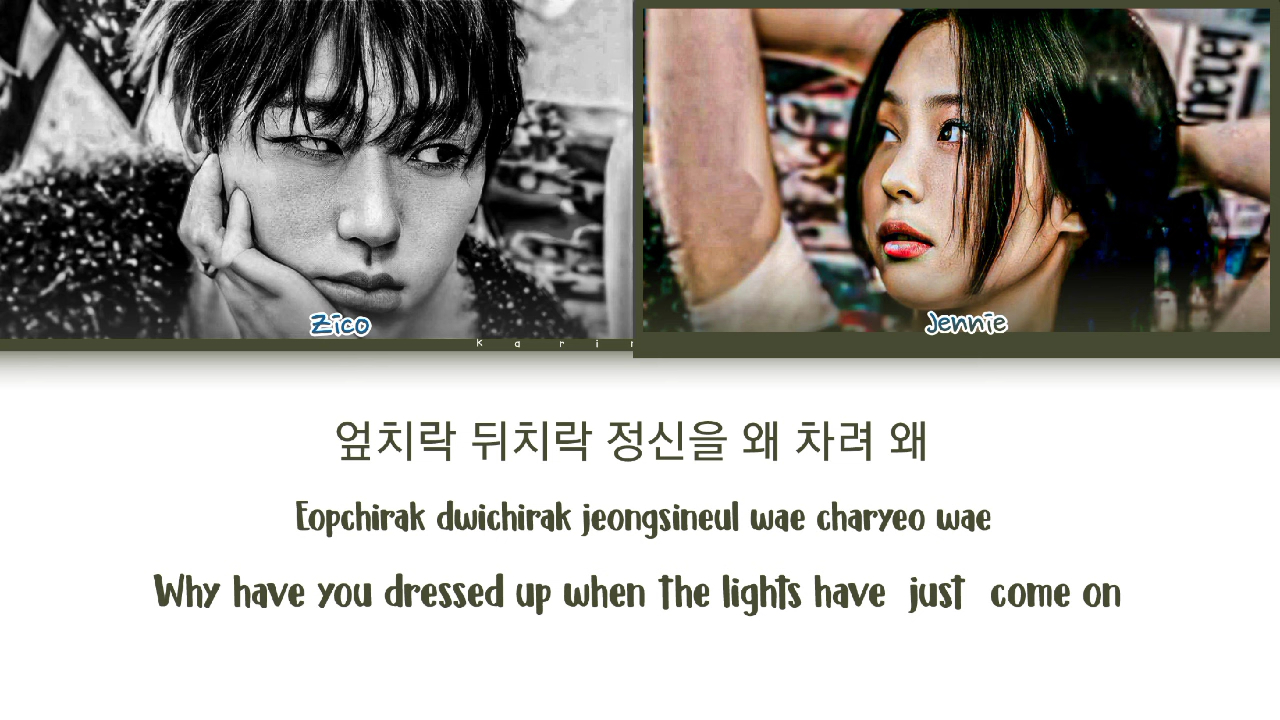 never
Zico
Jennie
K a r i n
엎치락 뒤치락 정신을 왜 차려 왜
Eopchirak dwichirak jeongsineul wae charyeo wae
Why have you dressed up when the lights have just come on